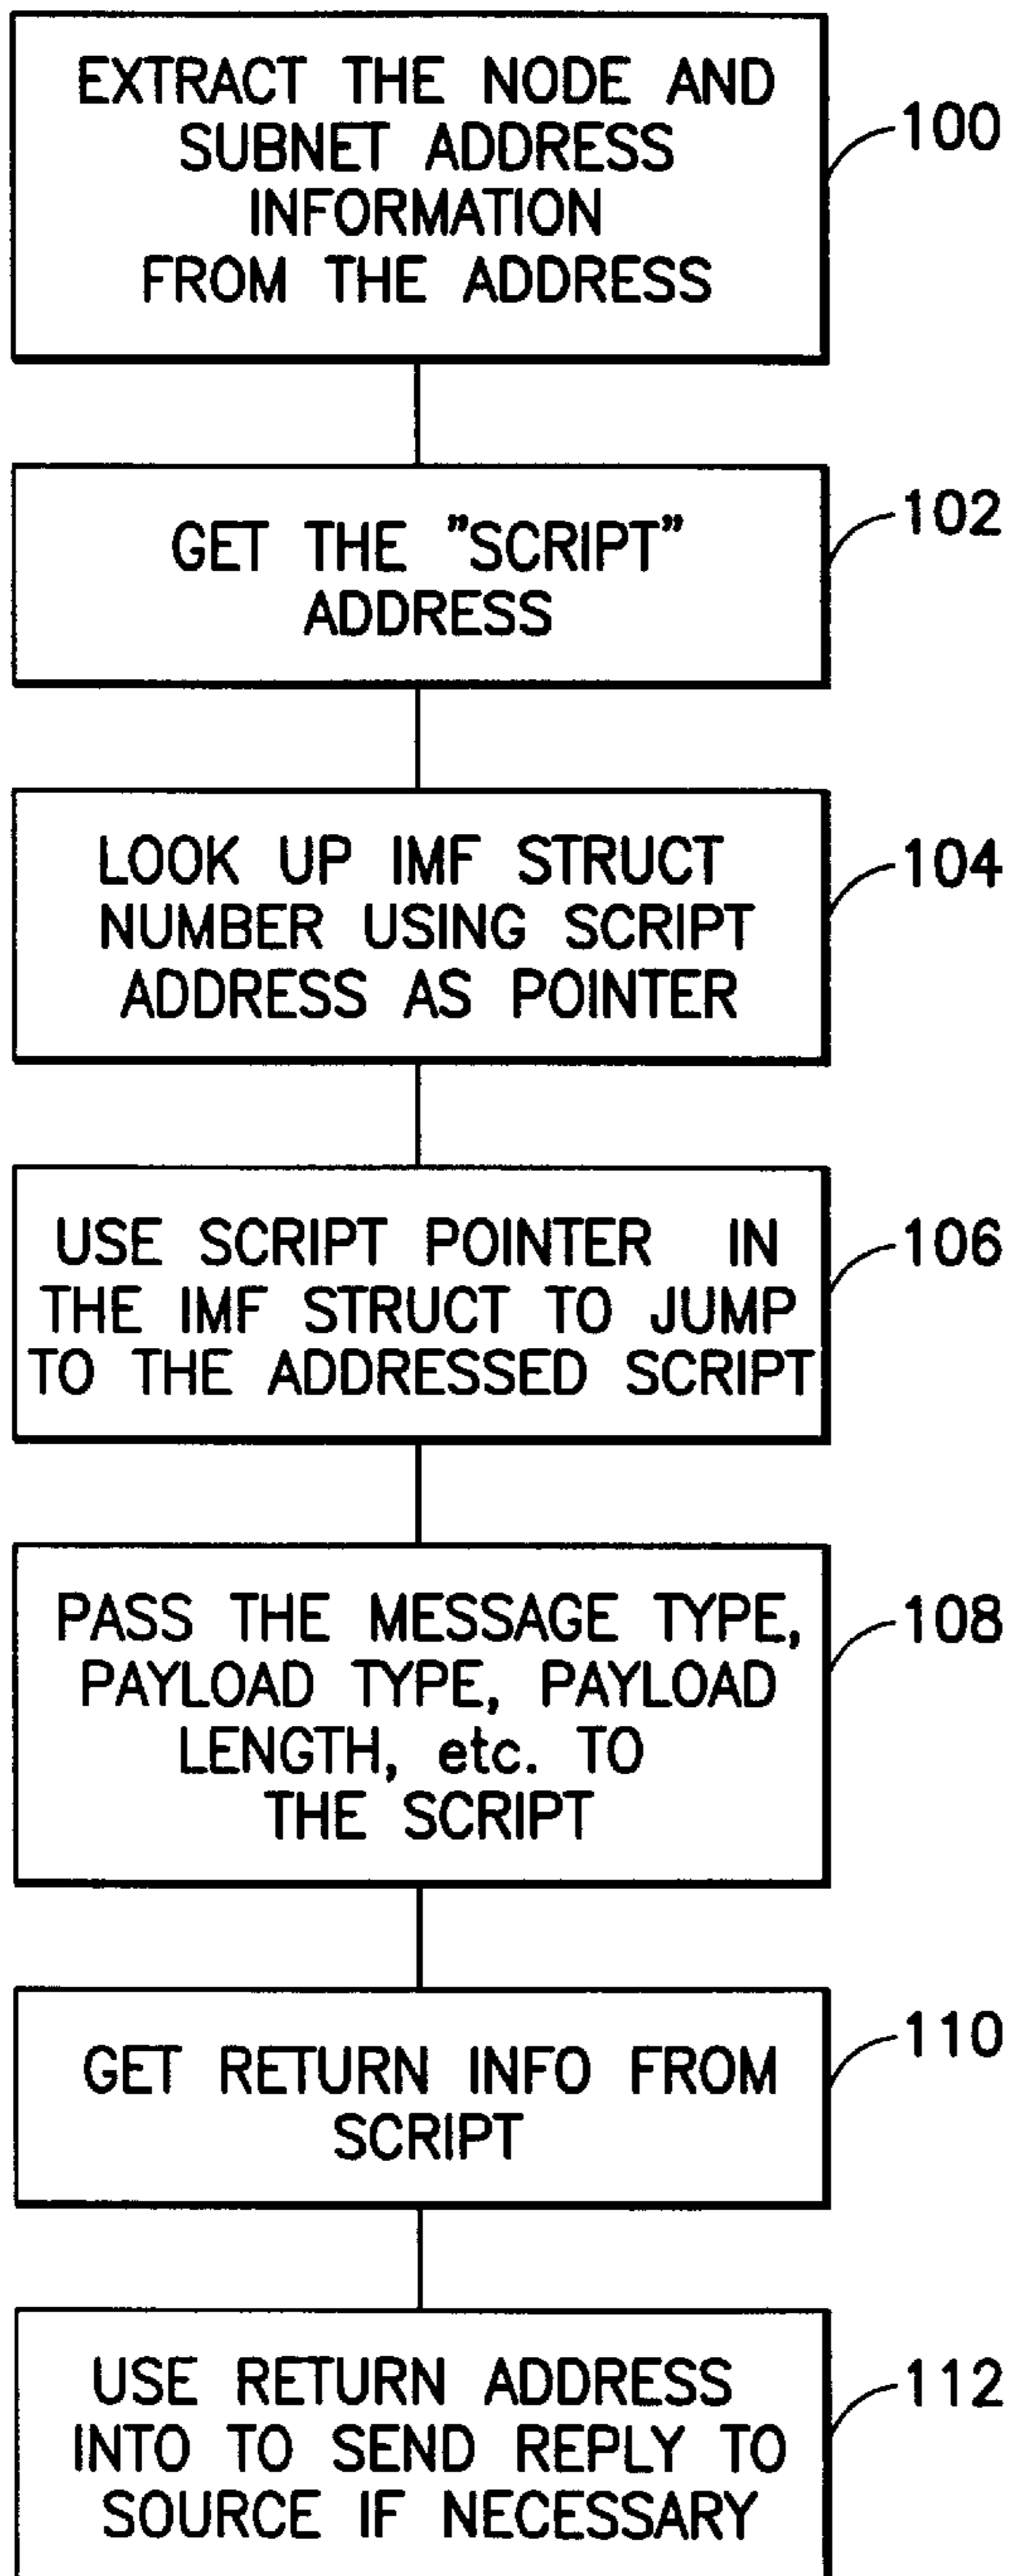 EXTRACT THE NODE AND
SUBNET ADDRESS
INFORMATION
FROM THE ADDRESS
100
GET THE "SCRIPT"
ADDRESS
102
LOOK UP IMF STRUCT
NUMBER USING SCRIPT
ADDRESS AS POINTER
104
USE SCRIPT POINTER IN
THE IMF STRUCT TO JUMP
TO THE ADDRESSED SCRIPT
106
PASS THE MESSAGE TYPE,
PAYLOAD TYPE, PAYLOAD
LENGTH, etc. TO
THE SCRIPT
108
GET RETURN INFO FROM
SCRIPT
110
USE RETURN ADDRESS
INTO TO SEND REPLY TO
SOURCE IF NECESSARY
112